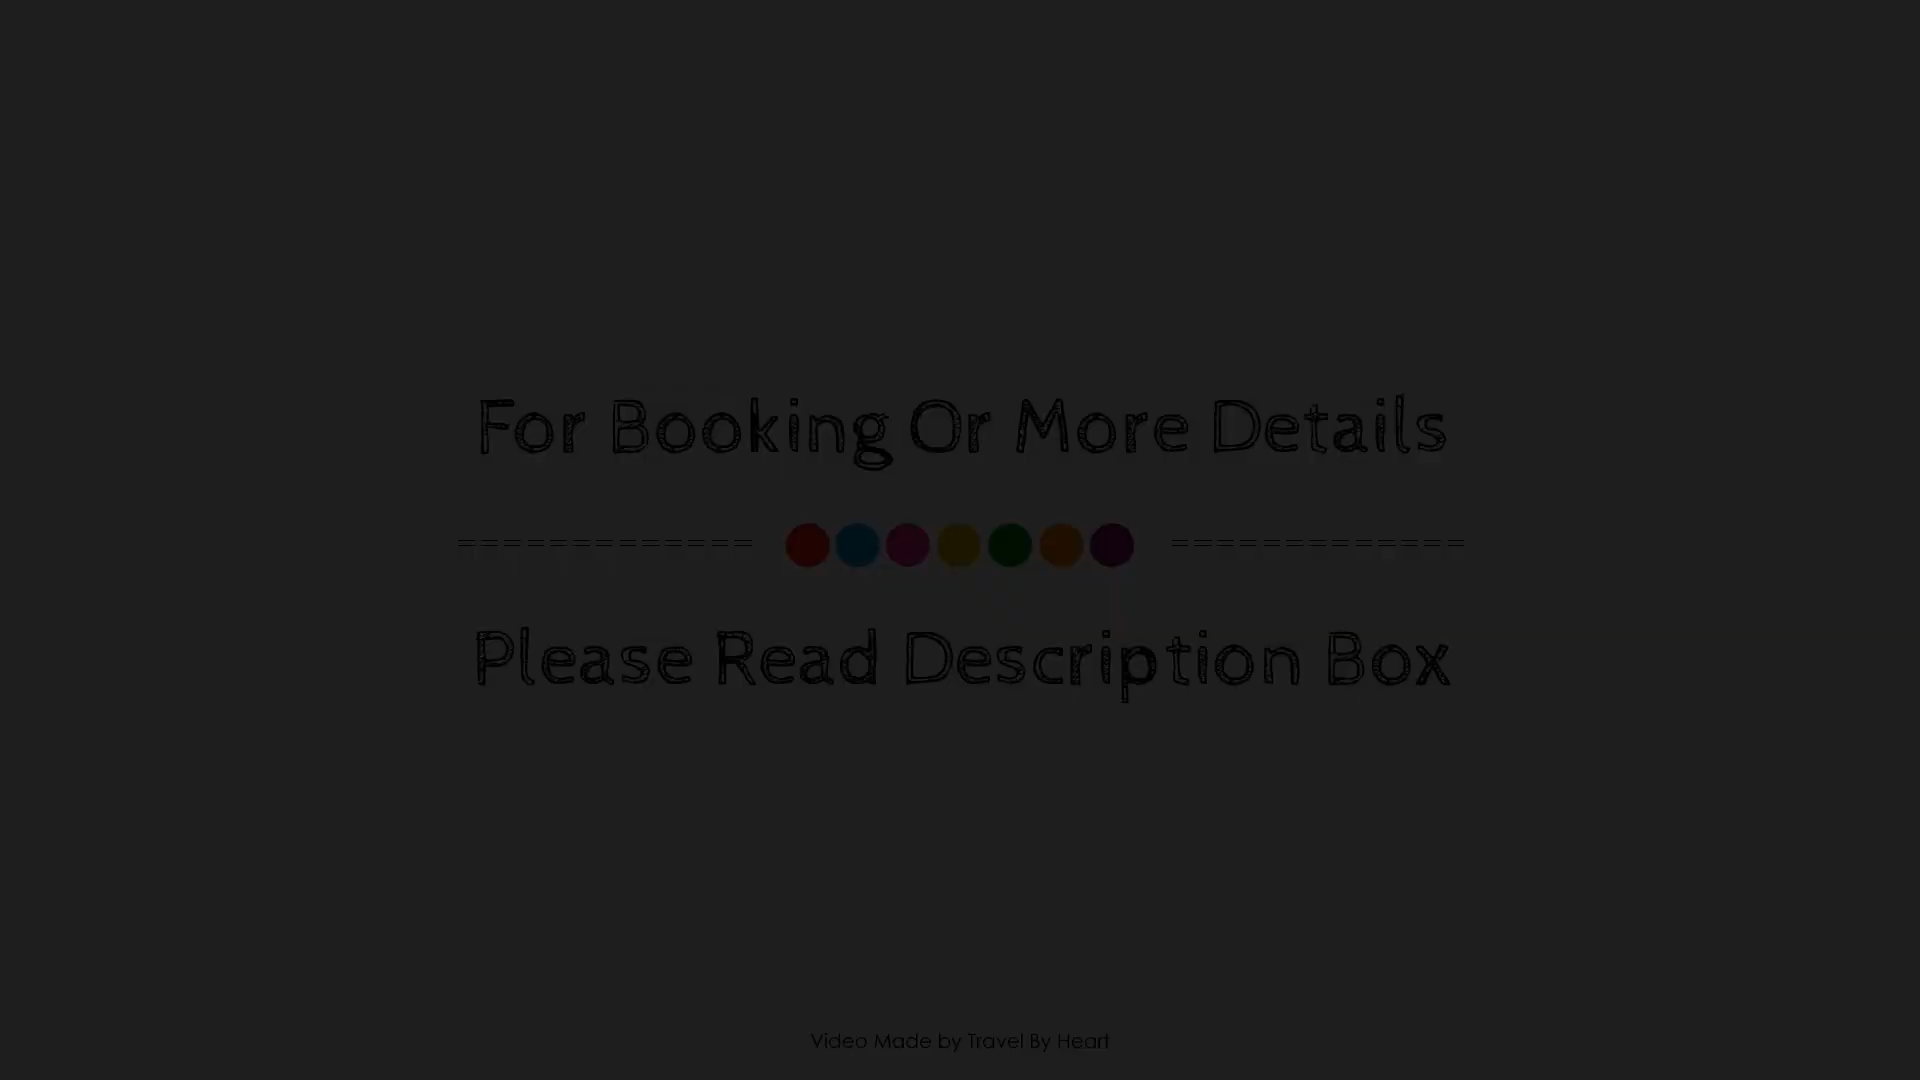 For Booking Or More Details
============= =============
Please Read Description Box
Video Made by Travel By Heart